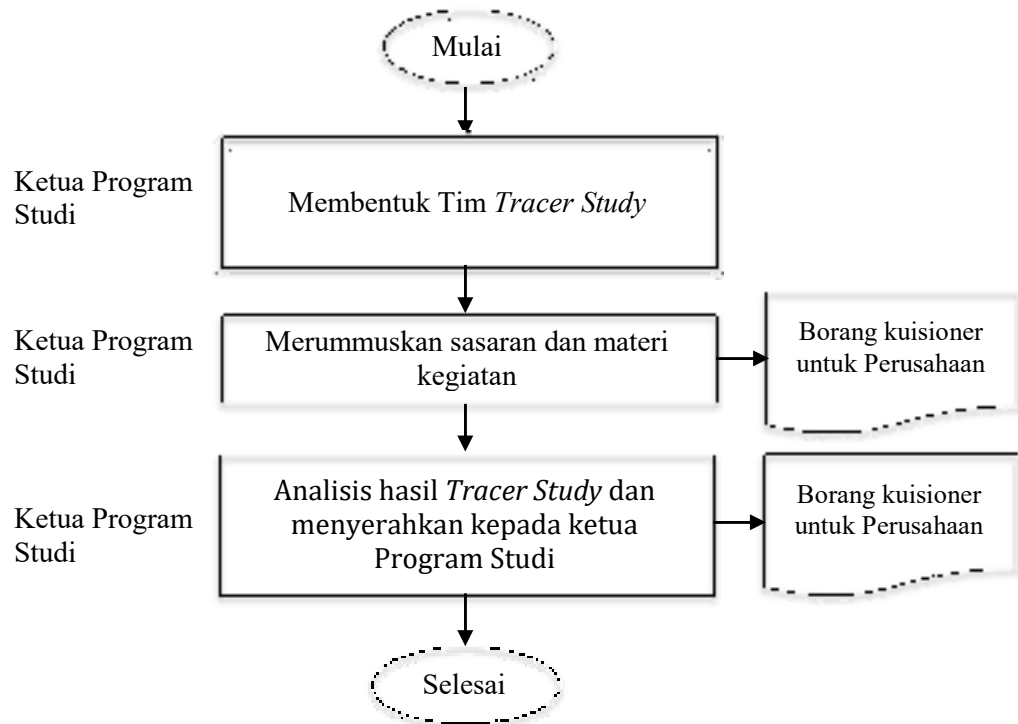 Mulai
Ketua Program
Studi
Membentuk Tim Tracer Study
Ketua Program
Studi
Merummuskan sasaran dan materi
kegiatan
Borang kuisioner
untuk Perusahaan
Ketua Program
Studi
Analisis hasil Tracer Study dan
menyerahkan kepada ketua
Program Studi
Borang kuisioner
untuk Perusahaan
Selesai